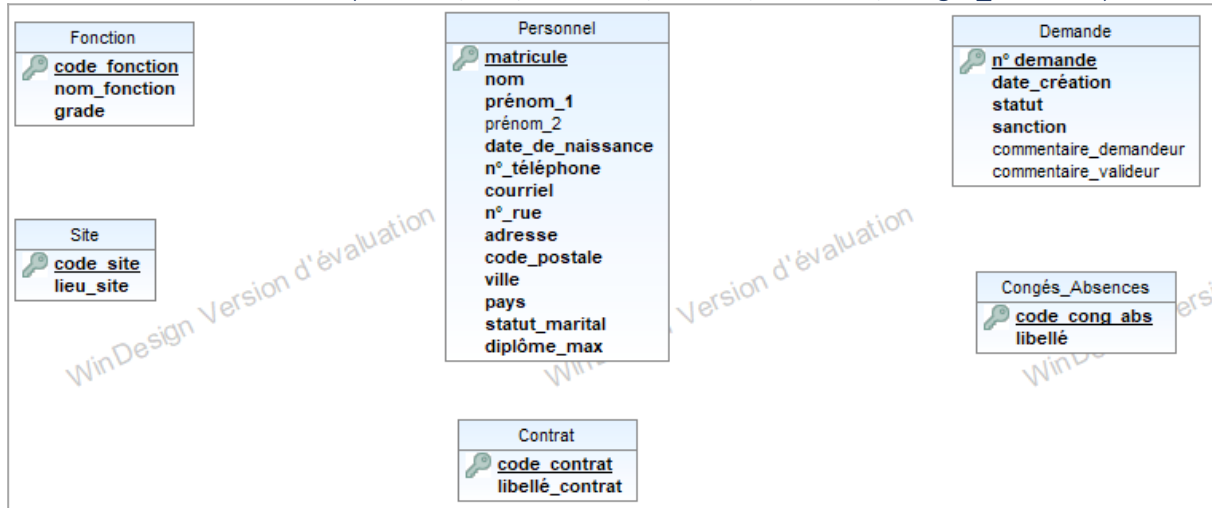 Fonction
code_fonction
nom_fonction
grade
Personnel
matricule
nom
prénom_1
prénom_2
date_de_naissance
n°_téléphone
courriel
n°_rue
adresse
code_postale
ville
pays
statut_marital
diplôme_max
Demande
n° demande
date_création
statut
sanction
commentaire_demandeur
commentaire_valideur
Site
code_site
lieu_site
Congés_Absences
code_cong_abs
libellé
Contrat
code_contrat
libellé_contrat
WinDesign Version d'évaluation
Version d'évaluation